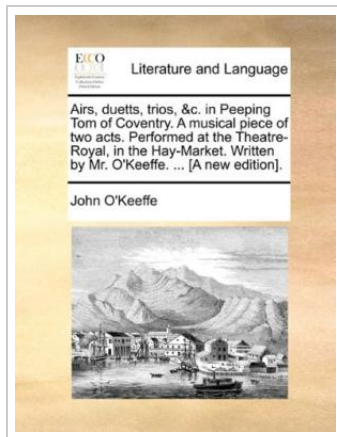 ECCO
Literature and Language
Airs, duetts, trios, &c. in Peeping
Tom of Coventry. A musical piece of
two acts. Performed at the Theatre-
Royal, in the Hay-Market. Written
by Mr. O'Keeffe. ... [A new edition].
John O'Keeffe